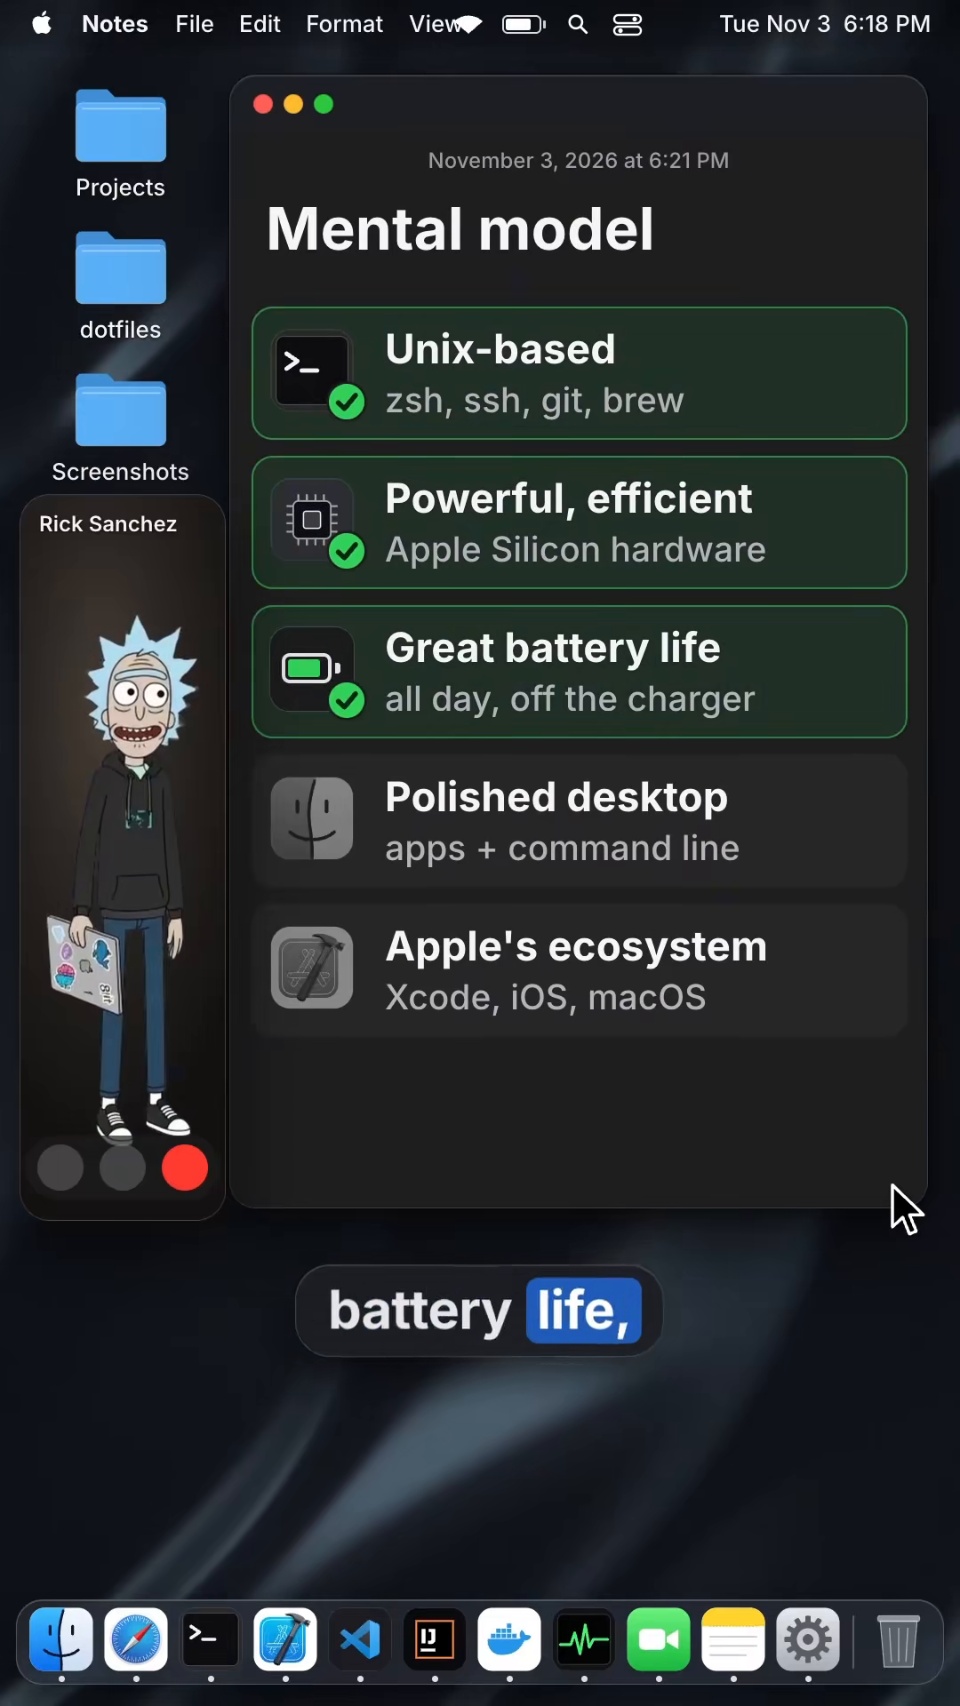 Notes File Edit Format View Tue Nov 3 6:18 PM
Projects
dotfiles
Screenshots
Rick Sanchez
git
November 3, 2026 at 6:21 PM
Mental model
>_
Unix-based
zsh, ssh, git, brew
Powerful, efficient
Apple Silicon hardware
Great battery life
all day, off the charger
Polished desktop
apps + command line
Apple's ecosystem
Xcode, iOS, macOS
battery life,
>_
IJ